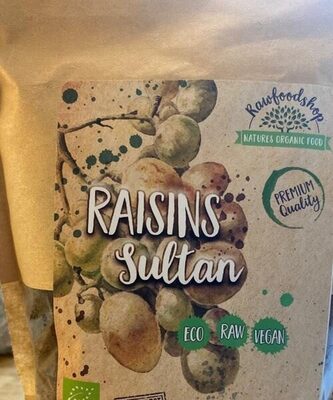 Rawfoodshop
NATURES ORGANIC FOOD
PREMIUM
Quality
RAISINS
Sultan
ECO RAW VEGAN